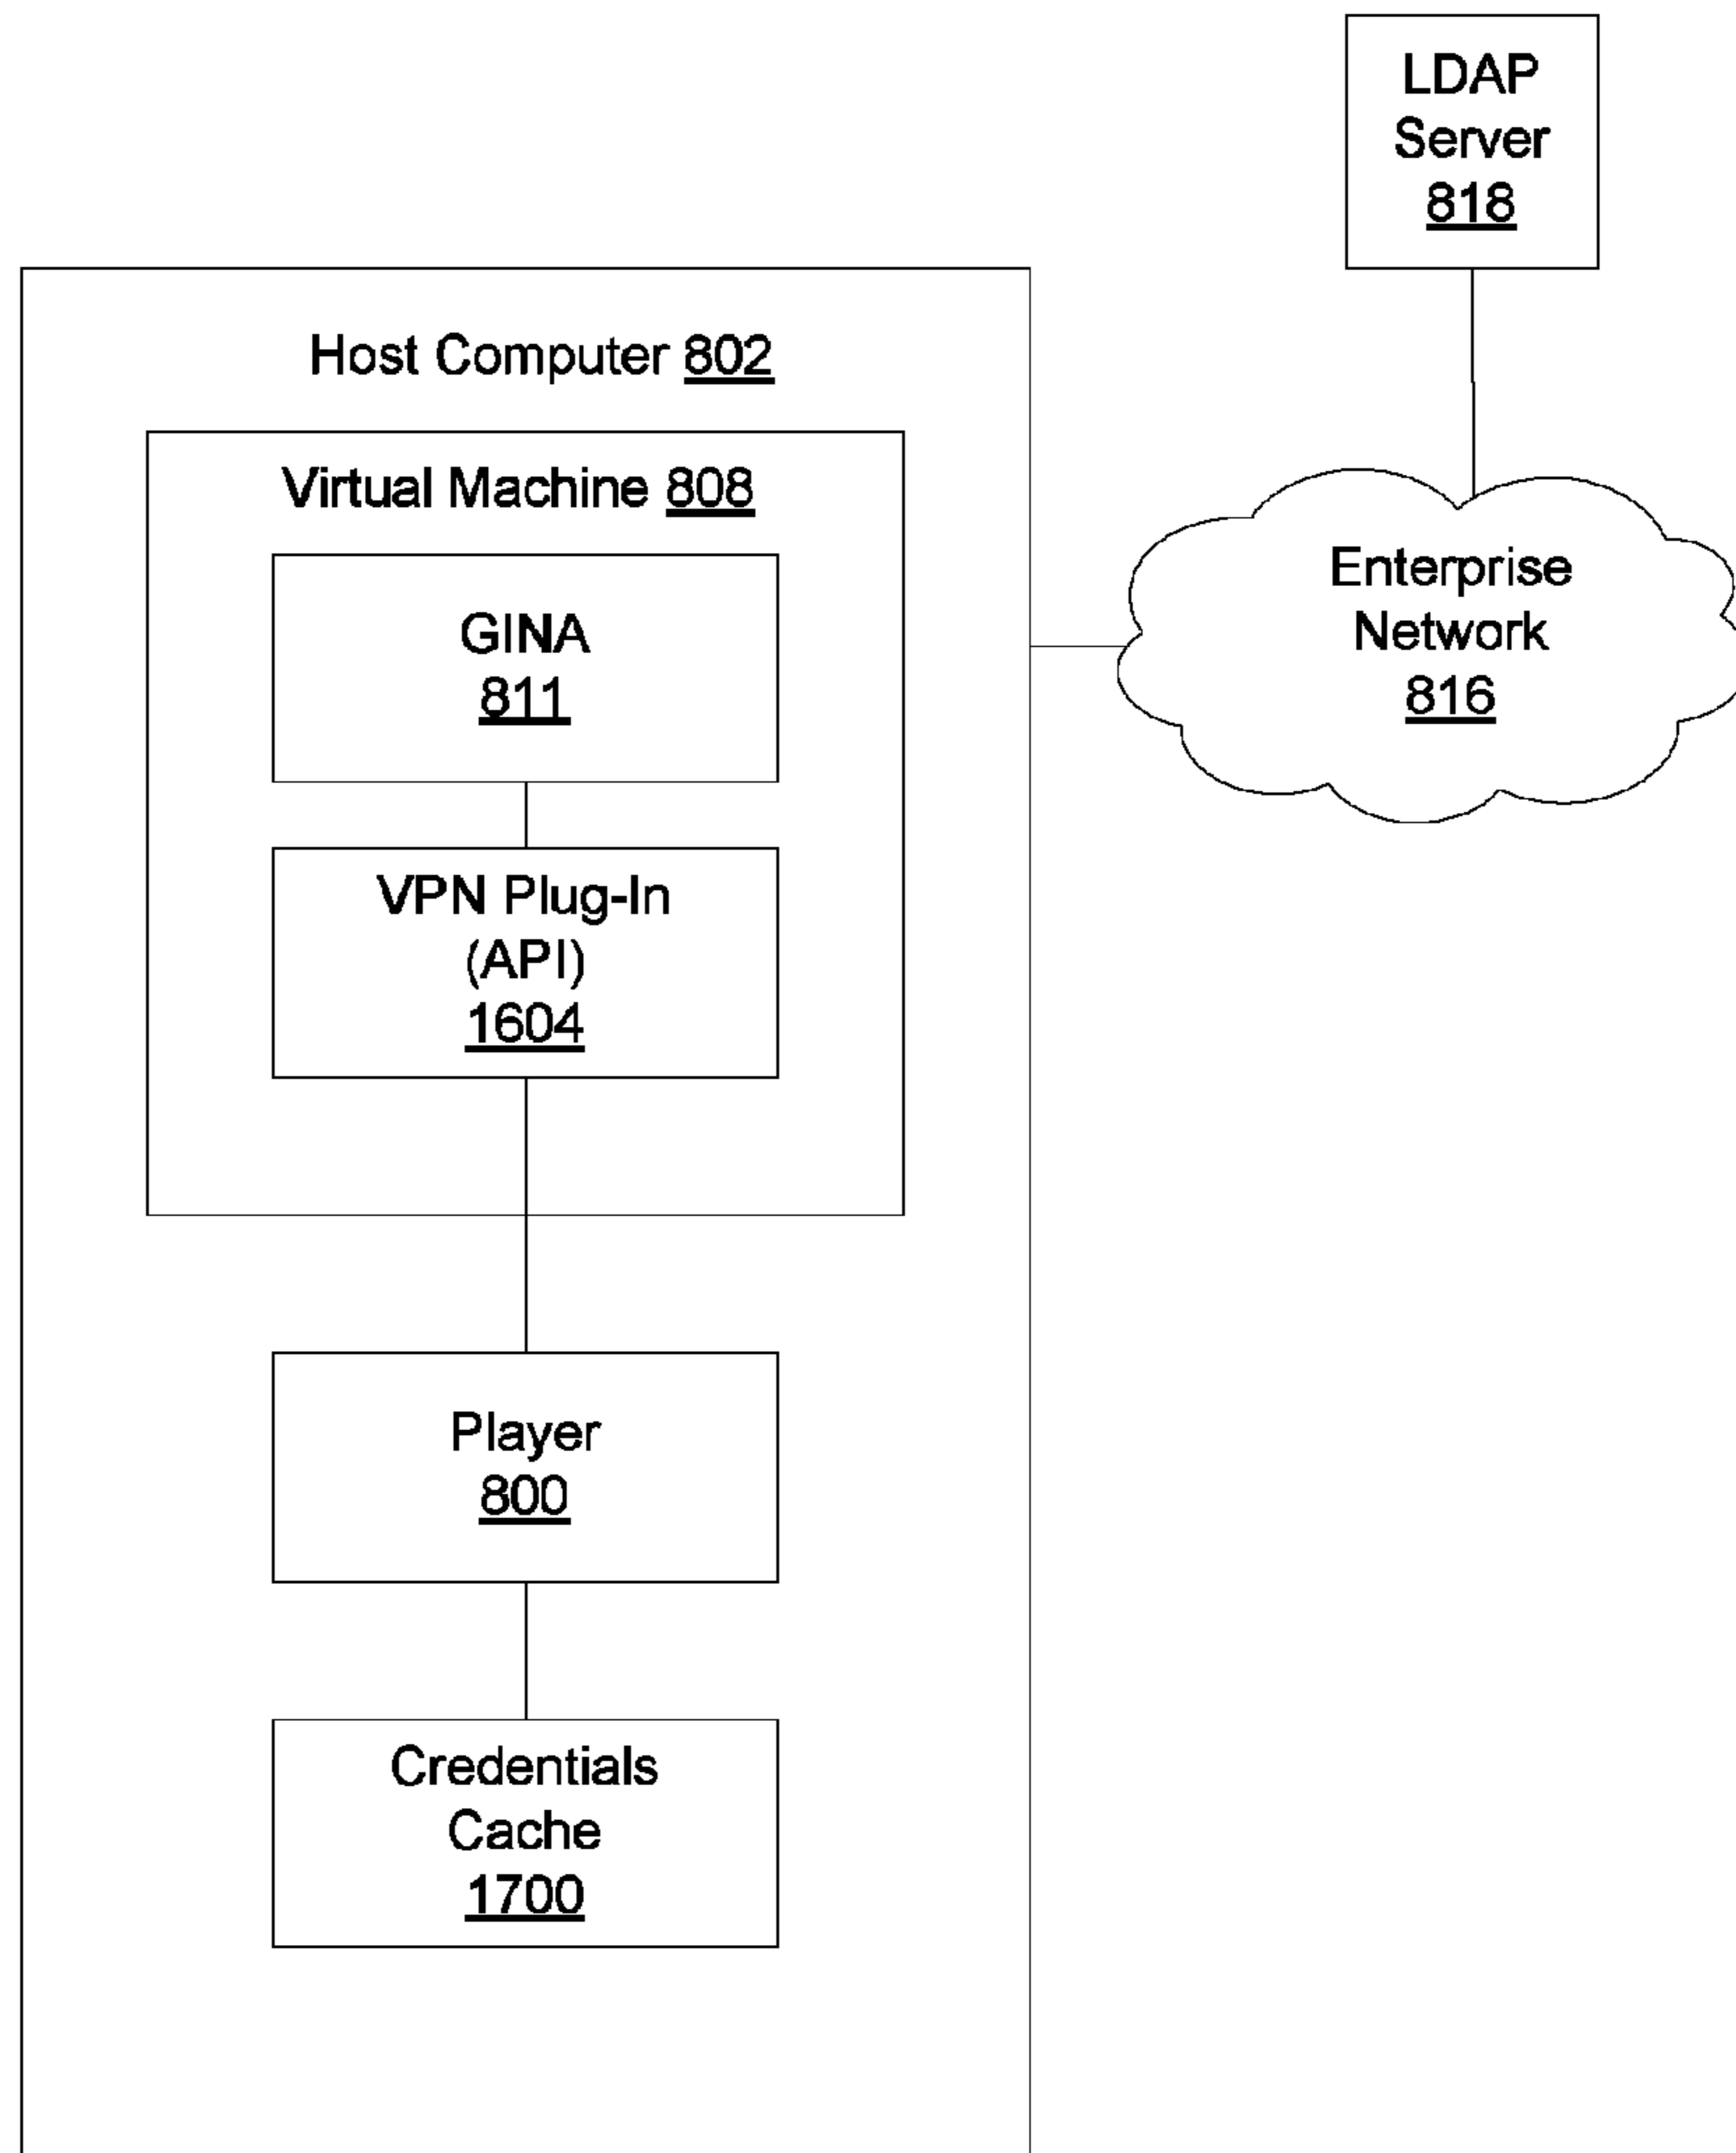 LDAP
Server
818
Host Computer 802
Virtual Machine 808
GINA
811
VPN Plug-In
(API)
1604
Enterprise
Network
816
Player
800
Credentials
Cache
1700